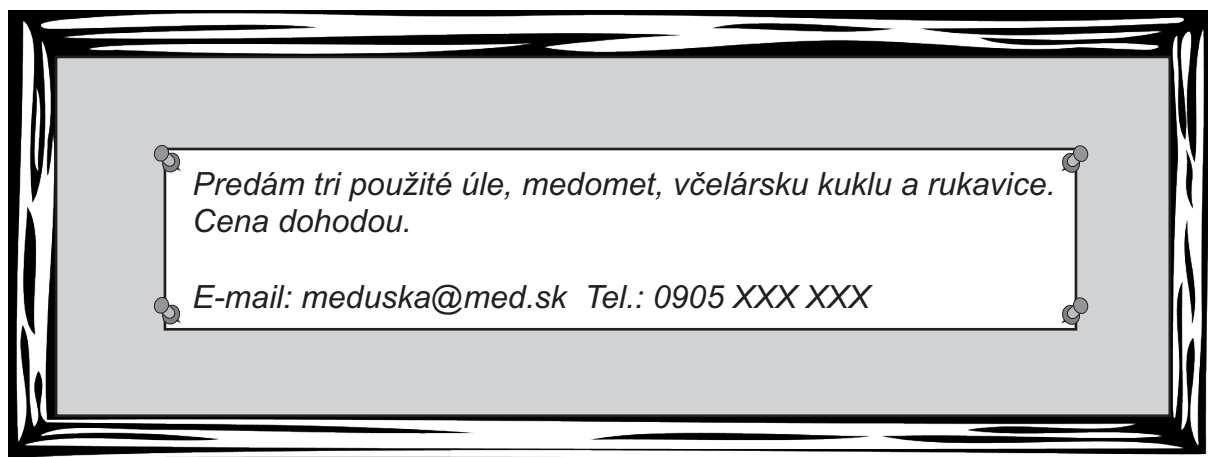 Predám tri použité úle, medomet, včelársku kuklu a rukavice.
Cena dohodou.
E-mail: meduska@med.sk Tel.: 0905 XXX XXX